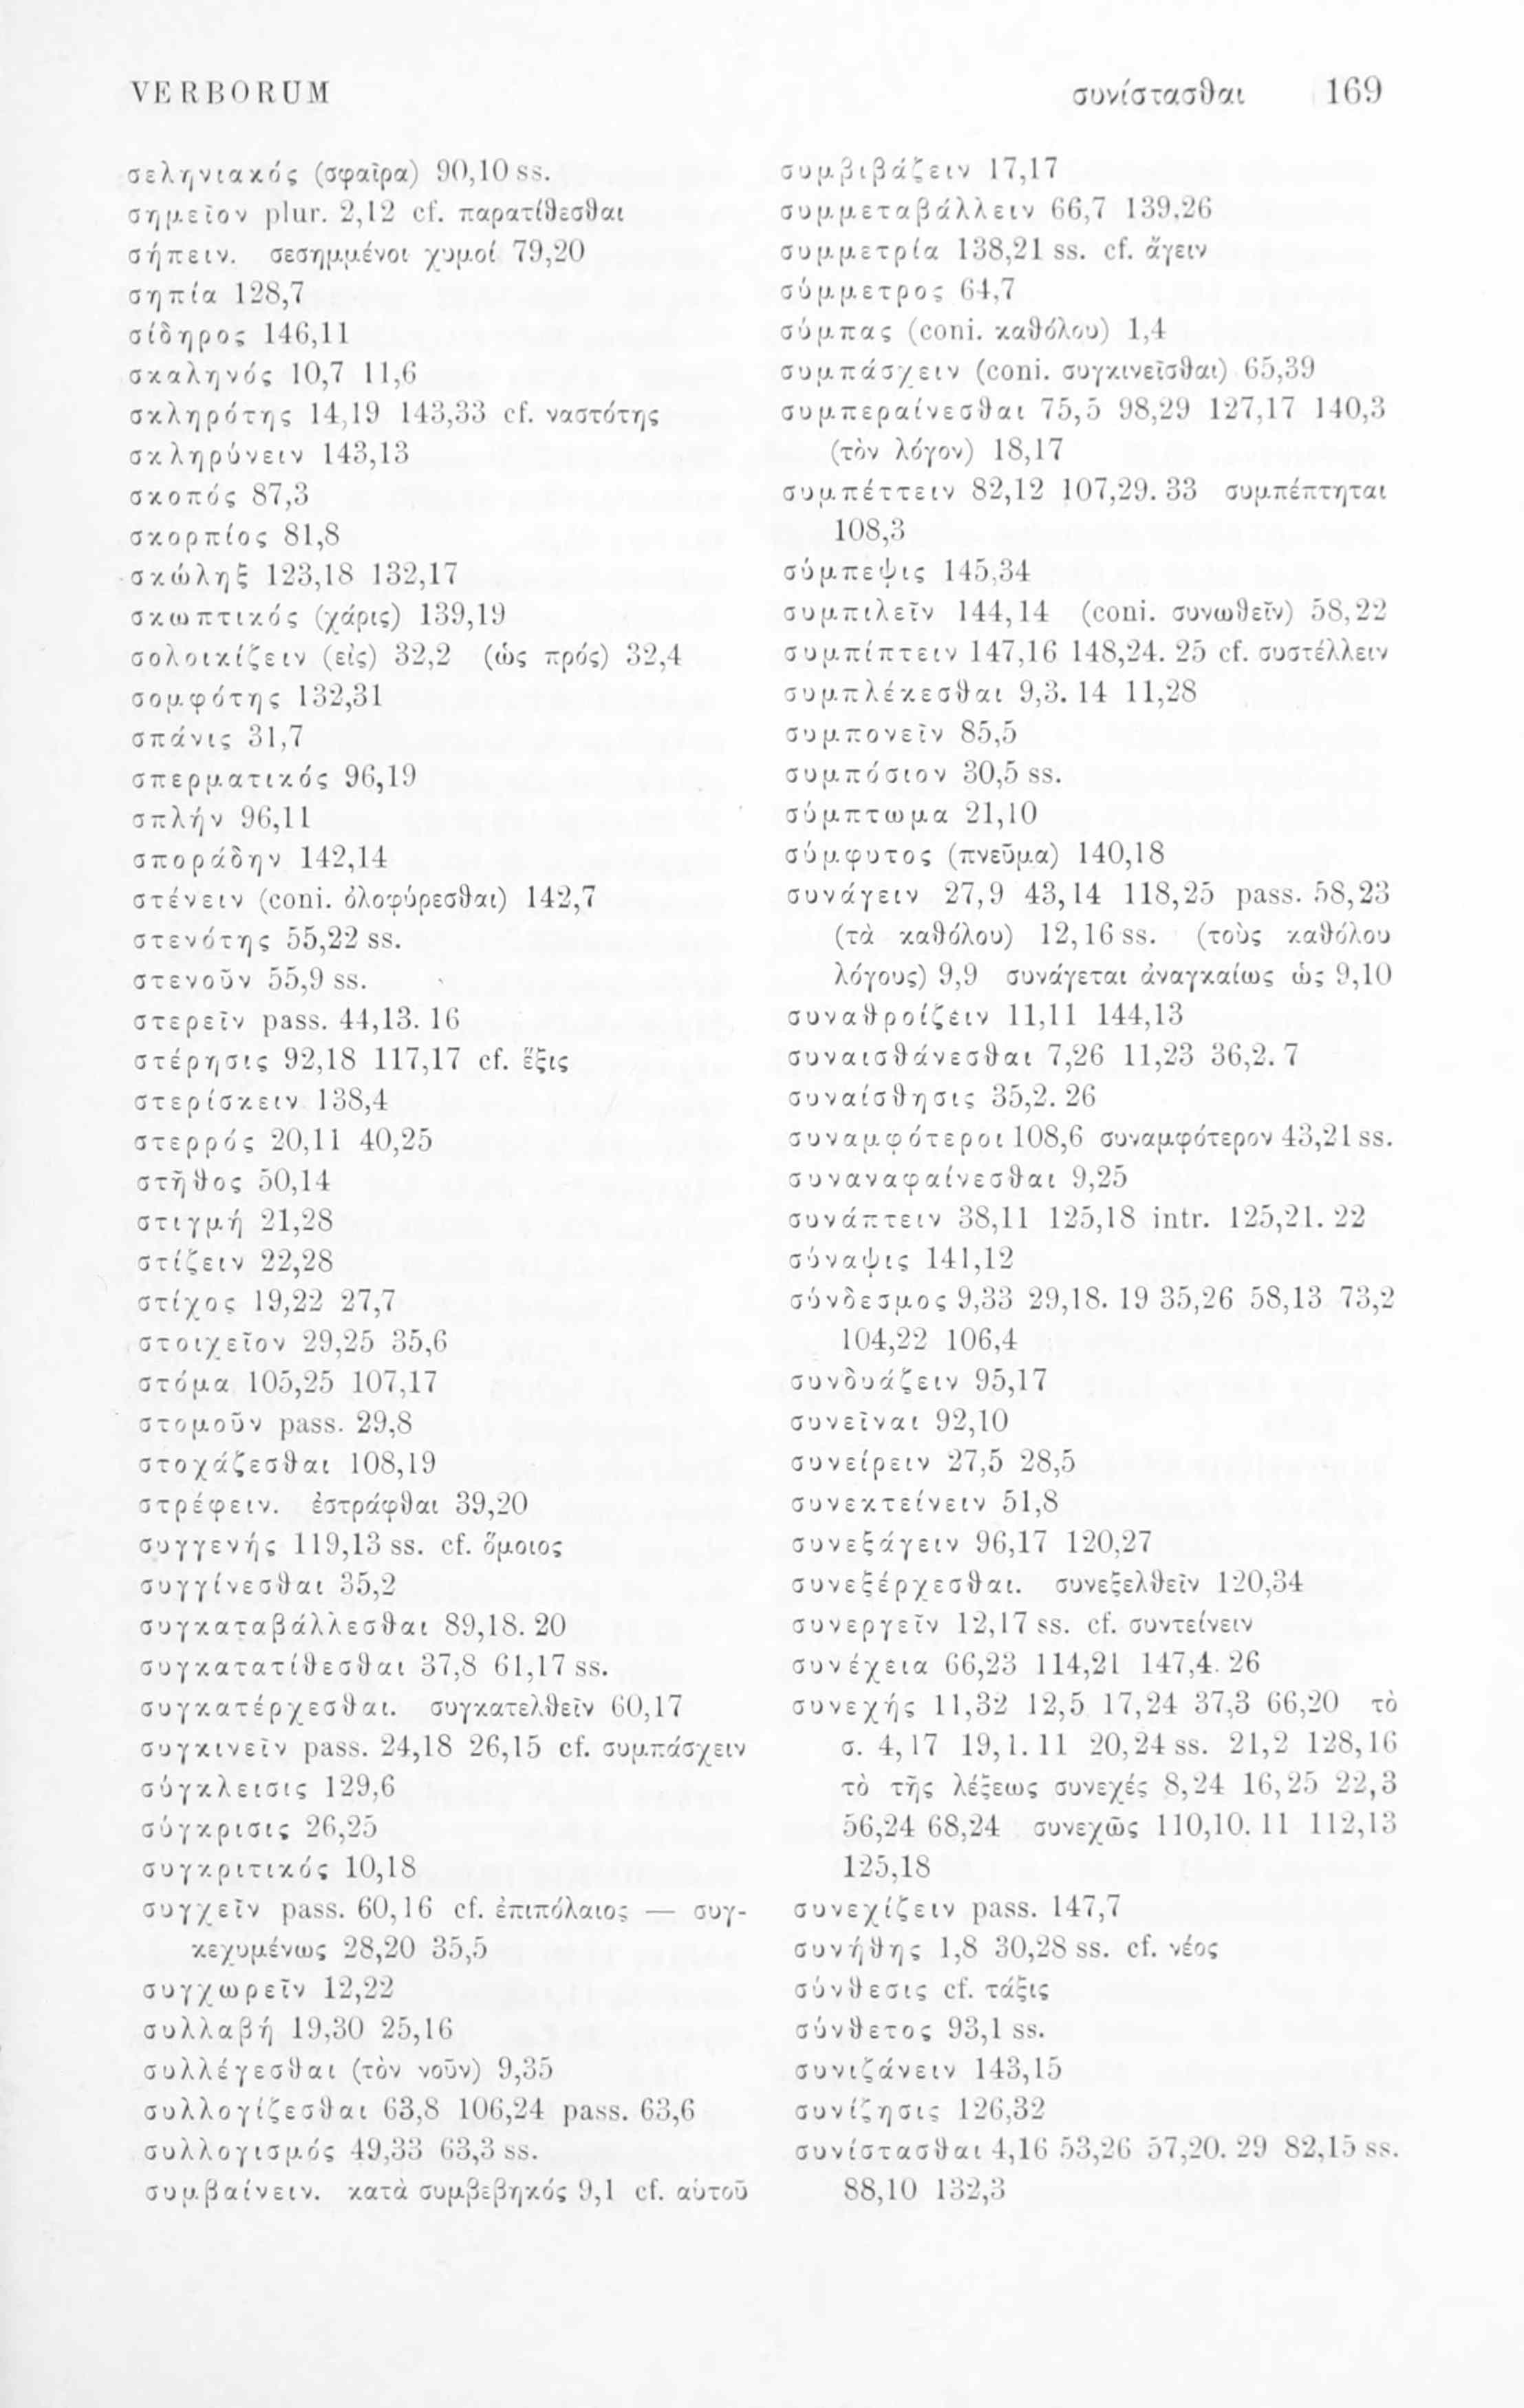 VERBORUM συνίστασθαι 169
σεληνιακός (σφαῖρα) 90,10 ss.
σημεῖον plur. 2,12 cf. παρατίθεσθαι
σήπειν. σεσημμένοι χυμοί 79,20
σηπία 128,7
σίδηρος 146,11
σκαληνός 10,7 11,6
σκληρότης 14,19 143,33 cf. ναστότης
σκληρύνειν 143,13
σκοπός 87,3
σκορπίος 81,8
σκώληξ 123,18 132,17
σκωπτικός (χάρις) 139,19
σολοικίζειν (εἰς) 32,2 (ὡς πρός) 32,4
σομφότης 132,31
σπάνις 31,7
σπερματικός 96,19
σπλήν 96,11
σποράδην 142,14
στένειν (coni. ὀλοφύρεσθαι) 142,7
στενότης 55,22 ss.
στενοῦν 55,9 ss.
στερεῖν pass. 44,13. 16
στέρησις 92,18 117,17 cf. ἕξις
στερίσκειν 138,4
στερρός 20,11 40,25
στῆθος 50,14
στιγμή 21,28
στίζειν 22,28
στίχος 19,22 27,7
στοιχεῖον 29,25 35,6
στόμα 105,25 107,17
στομοῦν pass. 29,8
στοχάζεσθαι 108,19
στρέφειν. ἐστράφθαι 39,20
συγγενής 119,13 ss. cf. ὅμοιος
συγγίνεσθαι 35,2
συγκαταβάλλεσθαι 89,18. 20
συγκατατίθεσθαι 37,8 61,17 ss.
συγκατέρχεσθαι. συγκατελθεῖν 60,17
συγκινεῖν pass. 24,18 26,15 cf. συμπάσχειν
σύγκλεισις 129,6
σύγκρισις 26,25
συγκριτικός 10,18
συγχεῖν pass. 60,16 cf. ἐπιπόλαιος — συγ-
κεχυμένως 28,20 35,5
συγχωρεῖν 12,22
συλλαβή 19,30 25,16
συλλέγεσθαι (τὸν νοῦν) 9,35
συλλογίζεσθαι 63,8 106,24 pass. 63,6
συλλογισμός 49,33 63,3 ss.
συμβαίνειν. κατὰ συμβεβηκός 9,1 cf. αὑτοῦ
συμβιβάζειν 17,17
συμμεταβάλλειν 66,7 139,26
συμμετρία 138,21 ss. cf. ἄγειν
σύμμετρος 64,7
σύμπας (coni. καθόλου) 1,4
συμπάσχειν (coni. συγκινεῖσθαι) 65,39
συμπεραίνεσθαι 75,5 98,29 127,17 140,3
(τὸν λόγον) 18,17
συμπέττειν 82,12 107,29. 33 συμπέπτηται
108,3
σύμπεψις 145,34
συμπιλεῖν 144,14 (coni. συνωθεῖν) 58,22
συμπίπτειν 147,16 148,24. 25 cf. συστέλλειν
συμπλέκεσθαι 9,3. 14 11,28
συμπονεῖν 85,5
συμπόσιον 30,5 ss.
σύμπτωμα 21,10
σύμφυτος (πνεῦμα) 140,18
συνάγειν 27,9 43,14 118,25 pass. 58,23
(τὰ καθόλου) 12,16 ss. (τοὺς καθόλου
λόγους) 9,9 συνάγεται ἀναγκαίως ὡς 9,10
συναθροίζειν 11,11 144,13
συναισθάνεσθαι 7,26 11,23 36,2. 7
συναίσθησις 35,2. 26
συναμφότεροι 108,6 συναμφότερον 43,21 ss.
συναναφαίνεσθαι 9,25
συνάπτειν 38,11 125,18 intr. 125,21. 22
σύναψις 141,12
σύνδεσμος 9,33 29,18. 19 35,26 58,13 73,2
104,22 106,4
συνδυάζειν 95,17
συνεῖναι 92,10
συνείρειν 27,5 28,5
συνεκτείνειν 51,8
συνεξάγειν 96,17 120,27
συνεξέρχεσθαι. συνεξελθεῖν 120,34
συνεργεῖν 12,17 ss. cf. συντείνειν
συνέχεια 66,23 114,21 147,4. 26
συνεχής 11,32 12,5 17,24 37,3 66,20 τὸ
σ. 4,17 19,1. 11 20,24 ss. 21,2 128,16
τὸ τῆς λέξεως συνεχές 8,24 16,25 22,3
56,24 68,24 συνεχῶς 110,10. 11 112,13
125,18
συνεχίζειν pass. 147,7
συνήθης 1,8 30,28 ss. cf. νέος
σύνθεσις cf. τάξις
σύνθετος 93,1 ss.
συνιζάνειν 143,15
συνίζησις 126,32
συνίστασθαι 4,16 53,26 57,20. 29 82,15 ss.
88,10 132,3